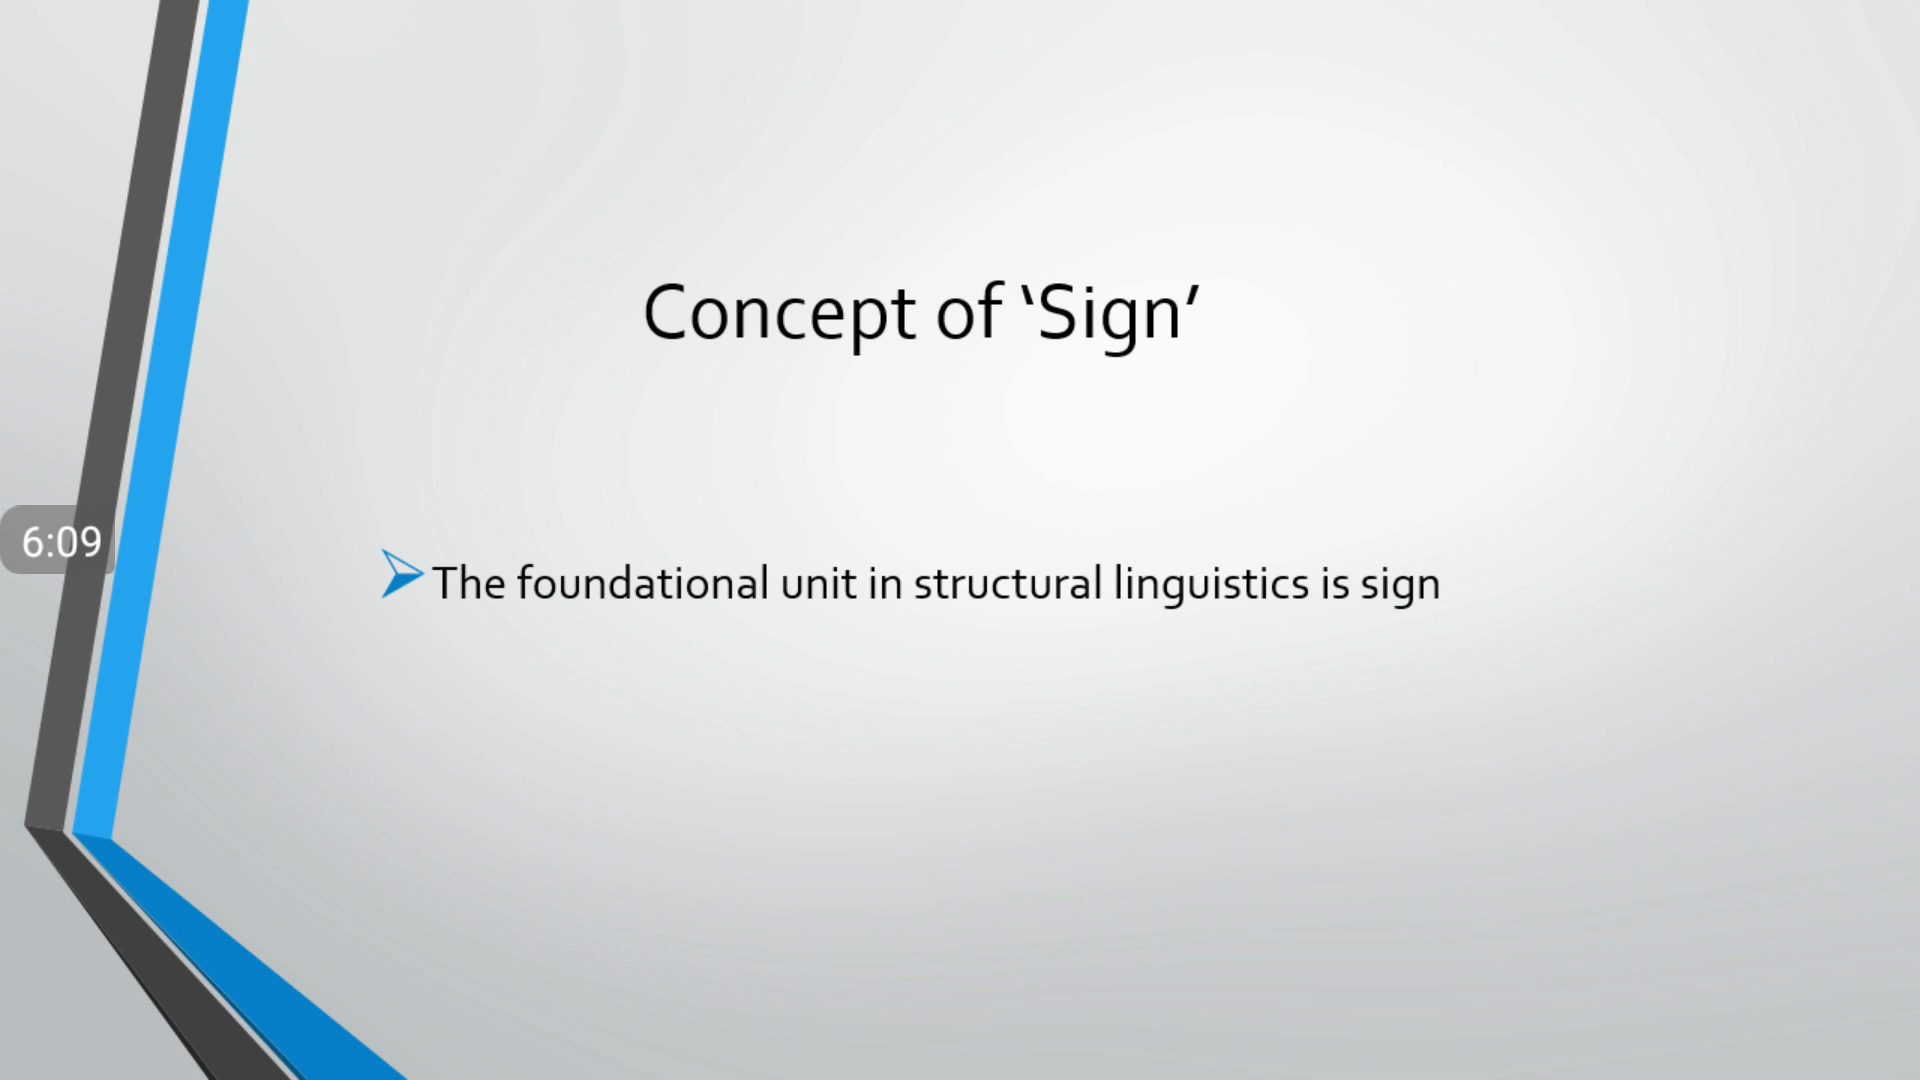 Concept of ‘Sign’
6:09
The foundational unit in structural linguistics is sign